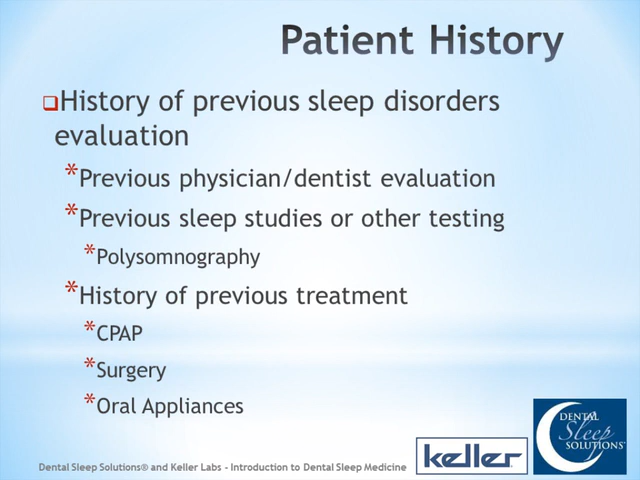 Patient History
❑History of previous sleep disorders
evaluation
*Previous physician/dentist evaluation
*Previous sleep studies or other testing
*Polysomnography
*History of previous treatment
*CPAP
*Surgery
*Oral Appliances
Dental Sleep Solutions® and Keller Labs - Introduction to Dental Sleep Medicine
keller
DENTAL
Sleep
SOLUTIONS